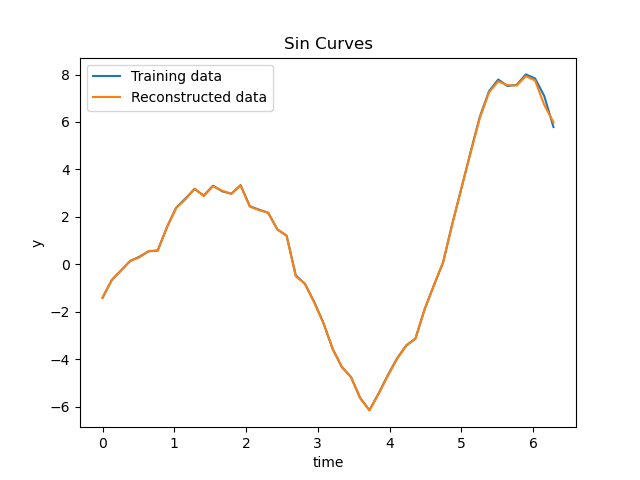 Sin Curves
Training data
Reconstructed data
8
6
4
2
0
−2
−4
−6
y
0 1 2 3 4 5 6
time